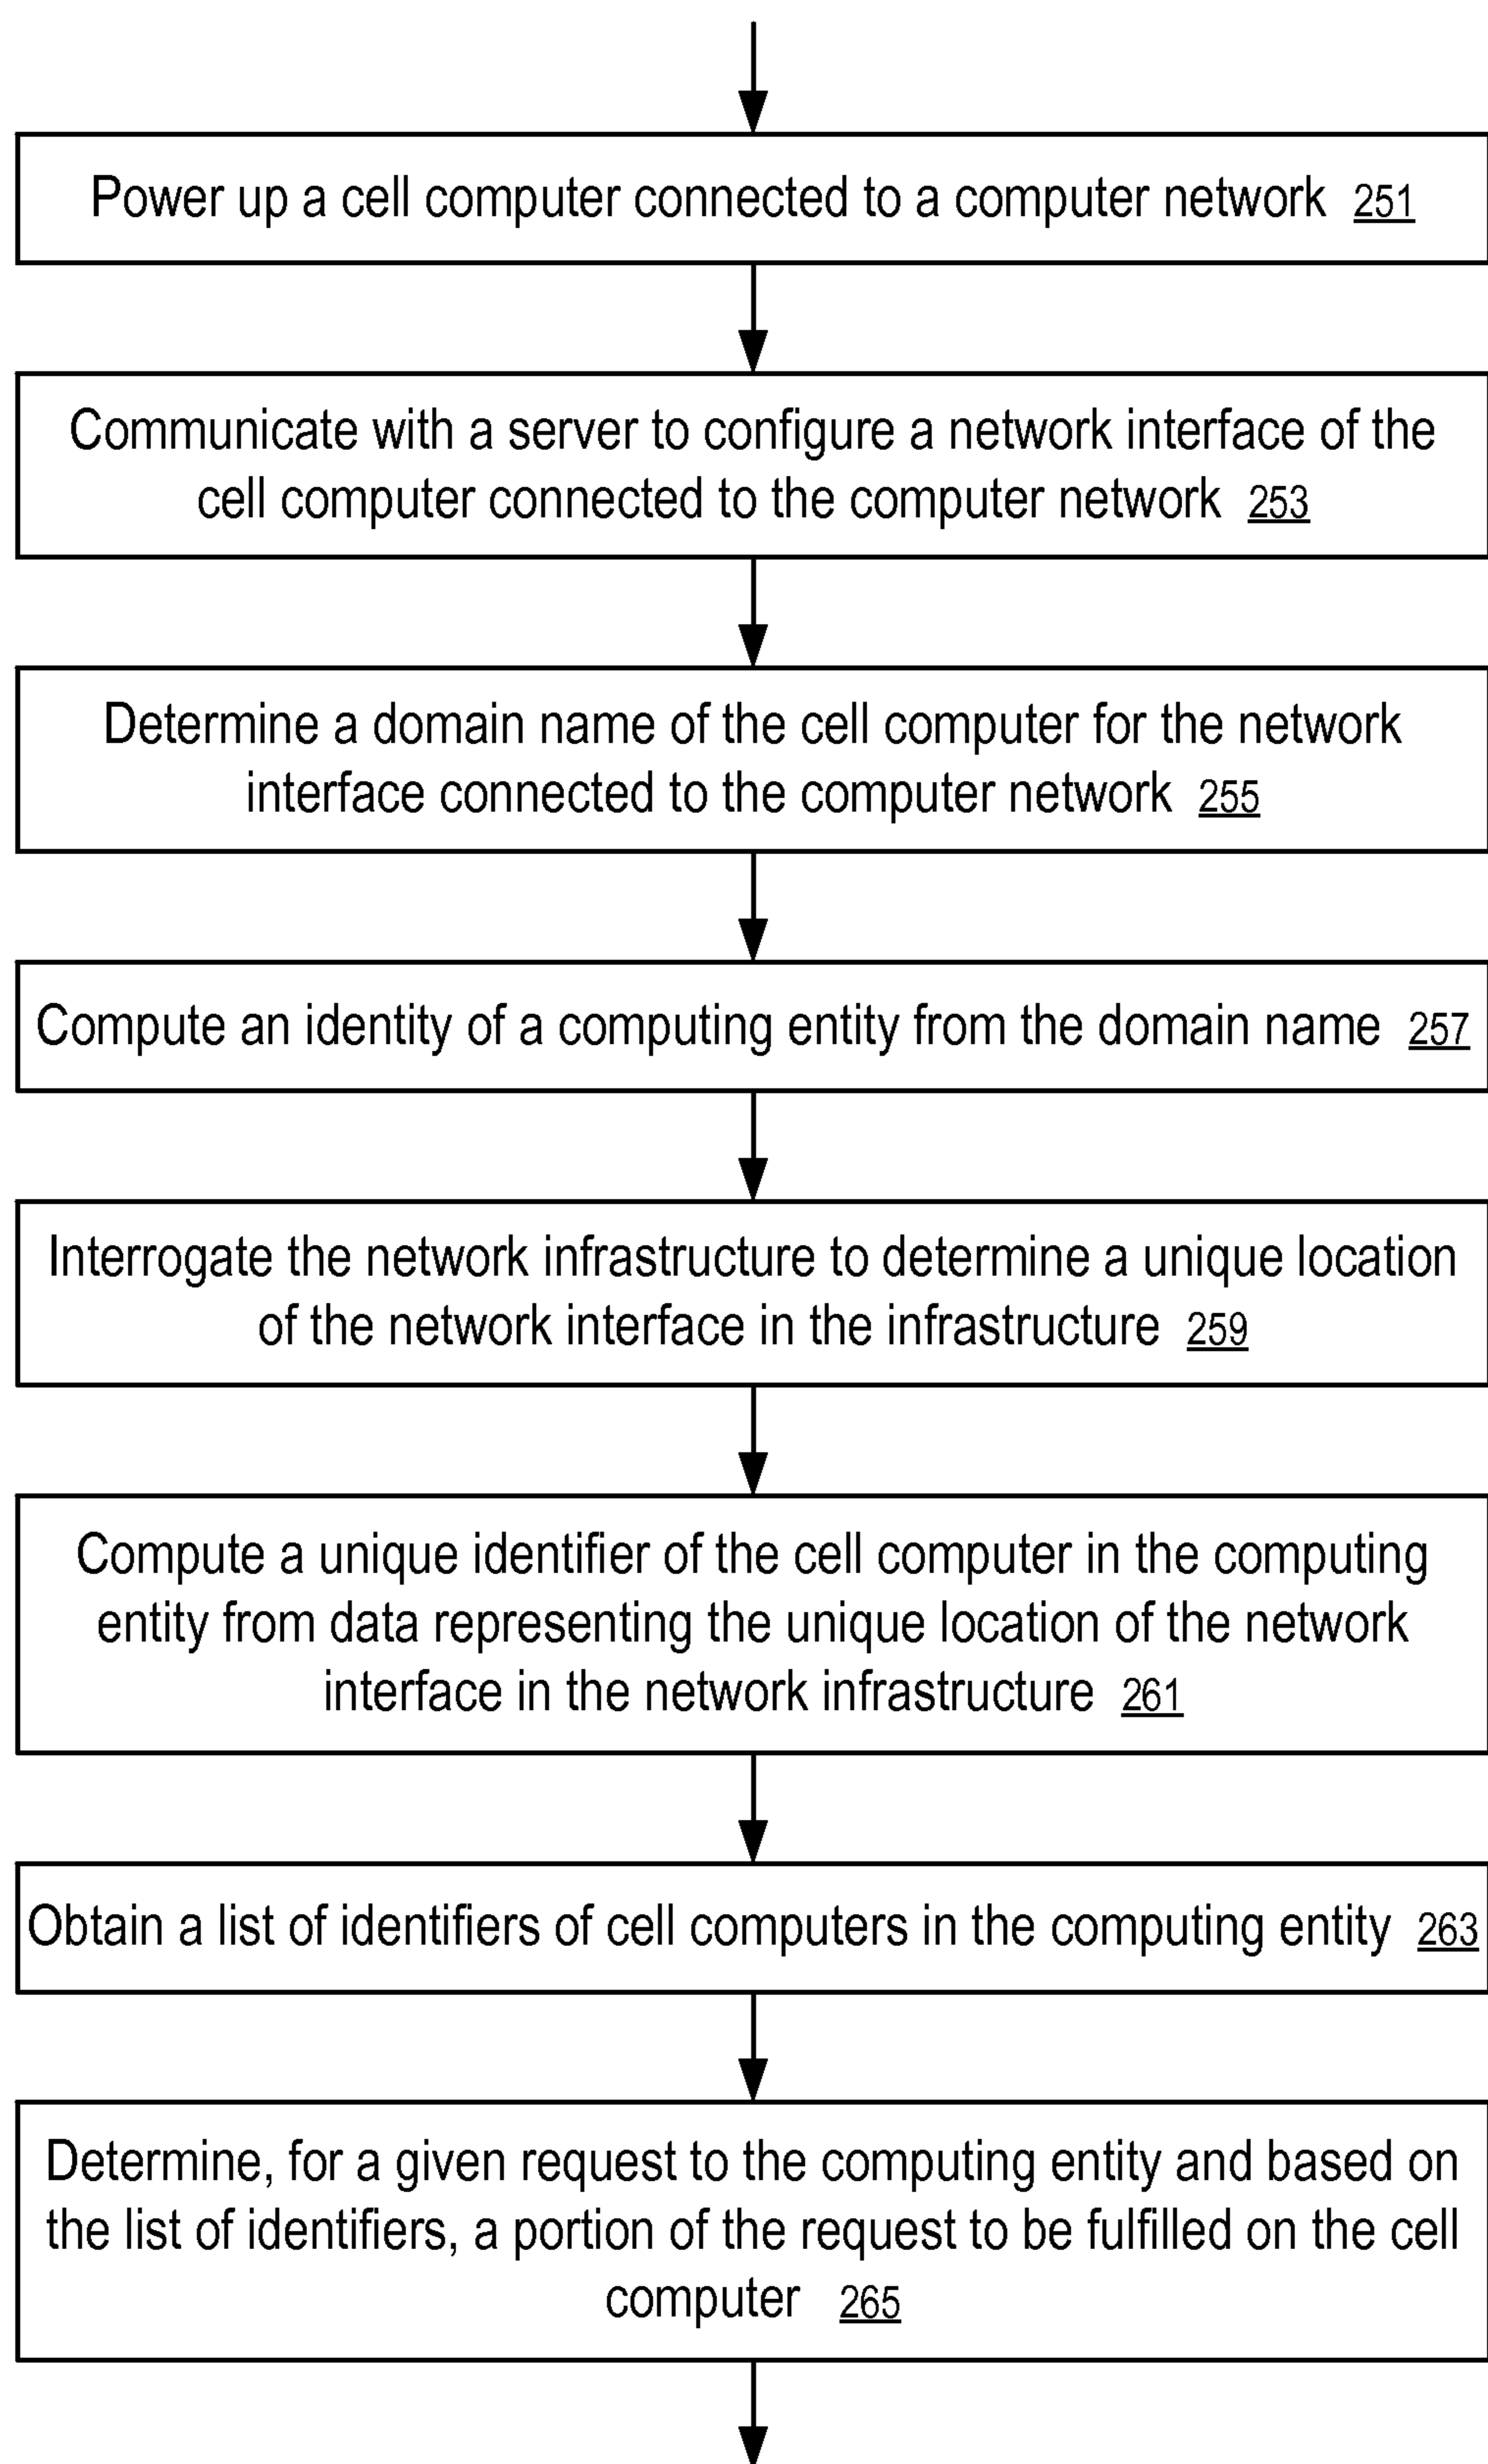 Power up a cell computer connected to a computer network 251
Communicate with a server to configure a network interface of the
cell computer connected to the computer network 253
Determine a domain name of the cell computer for the network
interface connected to the computer network 255
Compute an identity of a computing entity from the domain name 257
Interrogate the network infrastructure to determine a unique location
of the network interface in the infrastructure 259
Compute a unique identifier of the cell computer in the computing
entity from data representing the unique location of the network
interface in the network infrastructure 261
Obtain a list of identifiers of cell computers in the computing entity 263
Determine, for a given request to the computing entity and based on
the list of identifiers, a portion of the request to be fulfilled on the cell
computer 265